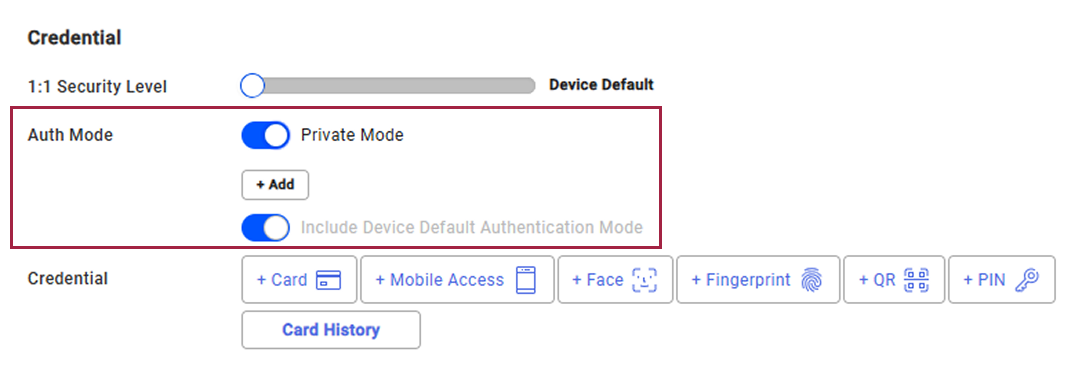 Credential
1:1 Security Level Device Default
Auth Mode Private Mode
+ Add
Include Device Default Authentication Mode
Credential + Card + Mobile Access + Face + Fingerprint + QR + PIN
Card History